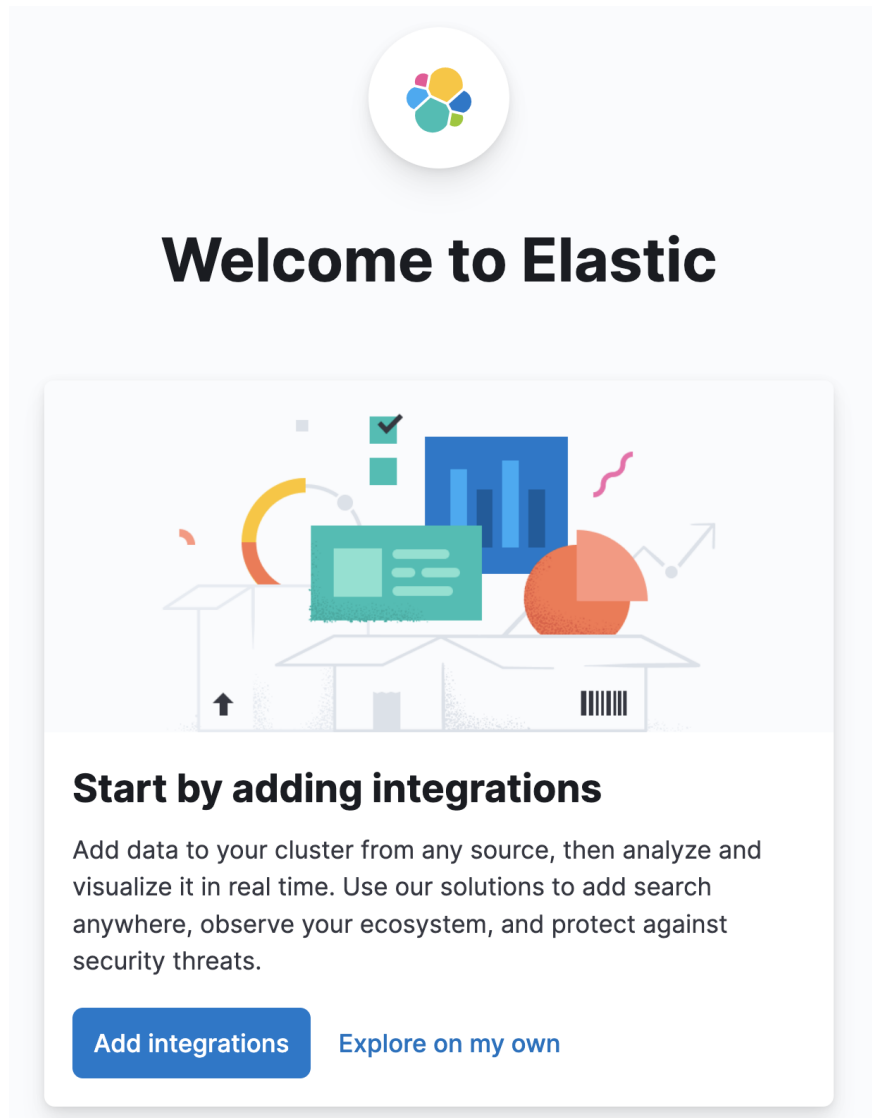 Welcome to Elastic
Start by adding integrations
Add data to your cluster from any source, then analyze and
visualize it in real time. Use our solutions to add search
anywhere, observe your ecosystem, and protect against
security threats.
Add integrations
Explore on my own